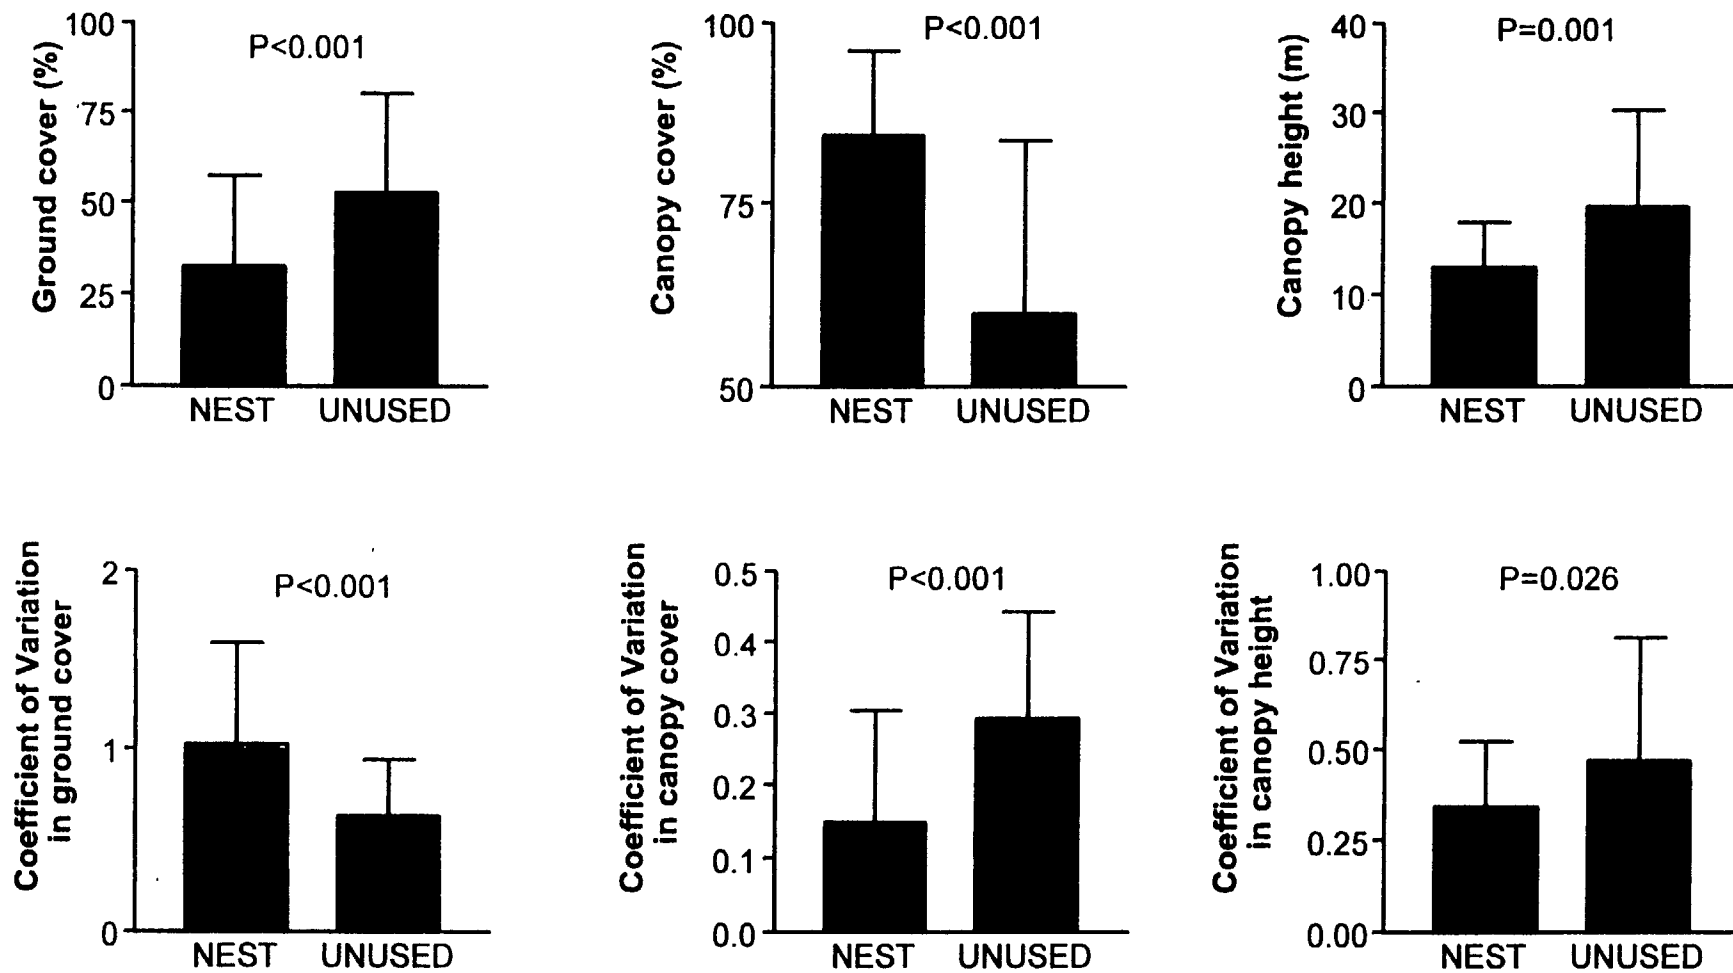 Ground cover (%)
100
75
50
25
0
P<0.001
NEST UNUSED
Canopy cover (%)
100
75
50
P<0.001
NEST UNUSED
Canopy height (m)
40
30
20
10
0
P=0.001
NEST UNUSED
Coefficient of Variation
in ground cover
2
1
0
P<0.001
NEST UNUSED
Coefficient of Variation
in canopy cover
0.5
0.4
0.3
0.2
0.1
0.0
P<0.001
NEST UNUSED
Coefficient of Variation
in canopy height
1.00
0.75
0.50
0.25
0.00
P=0.026
NEST UNUSED